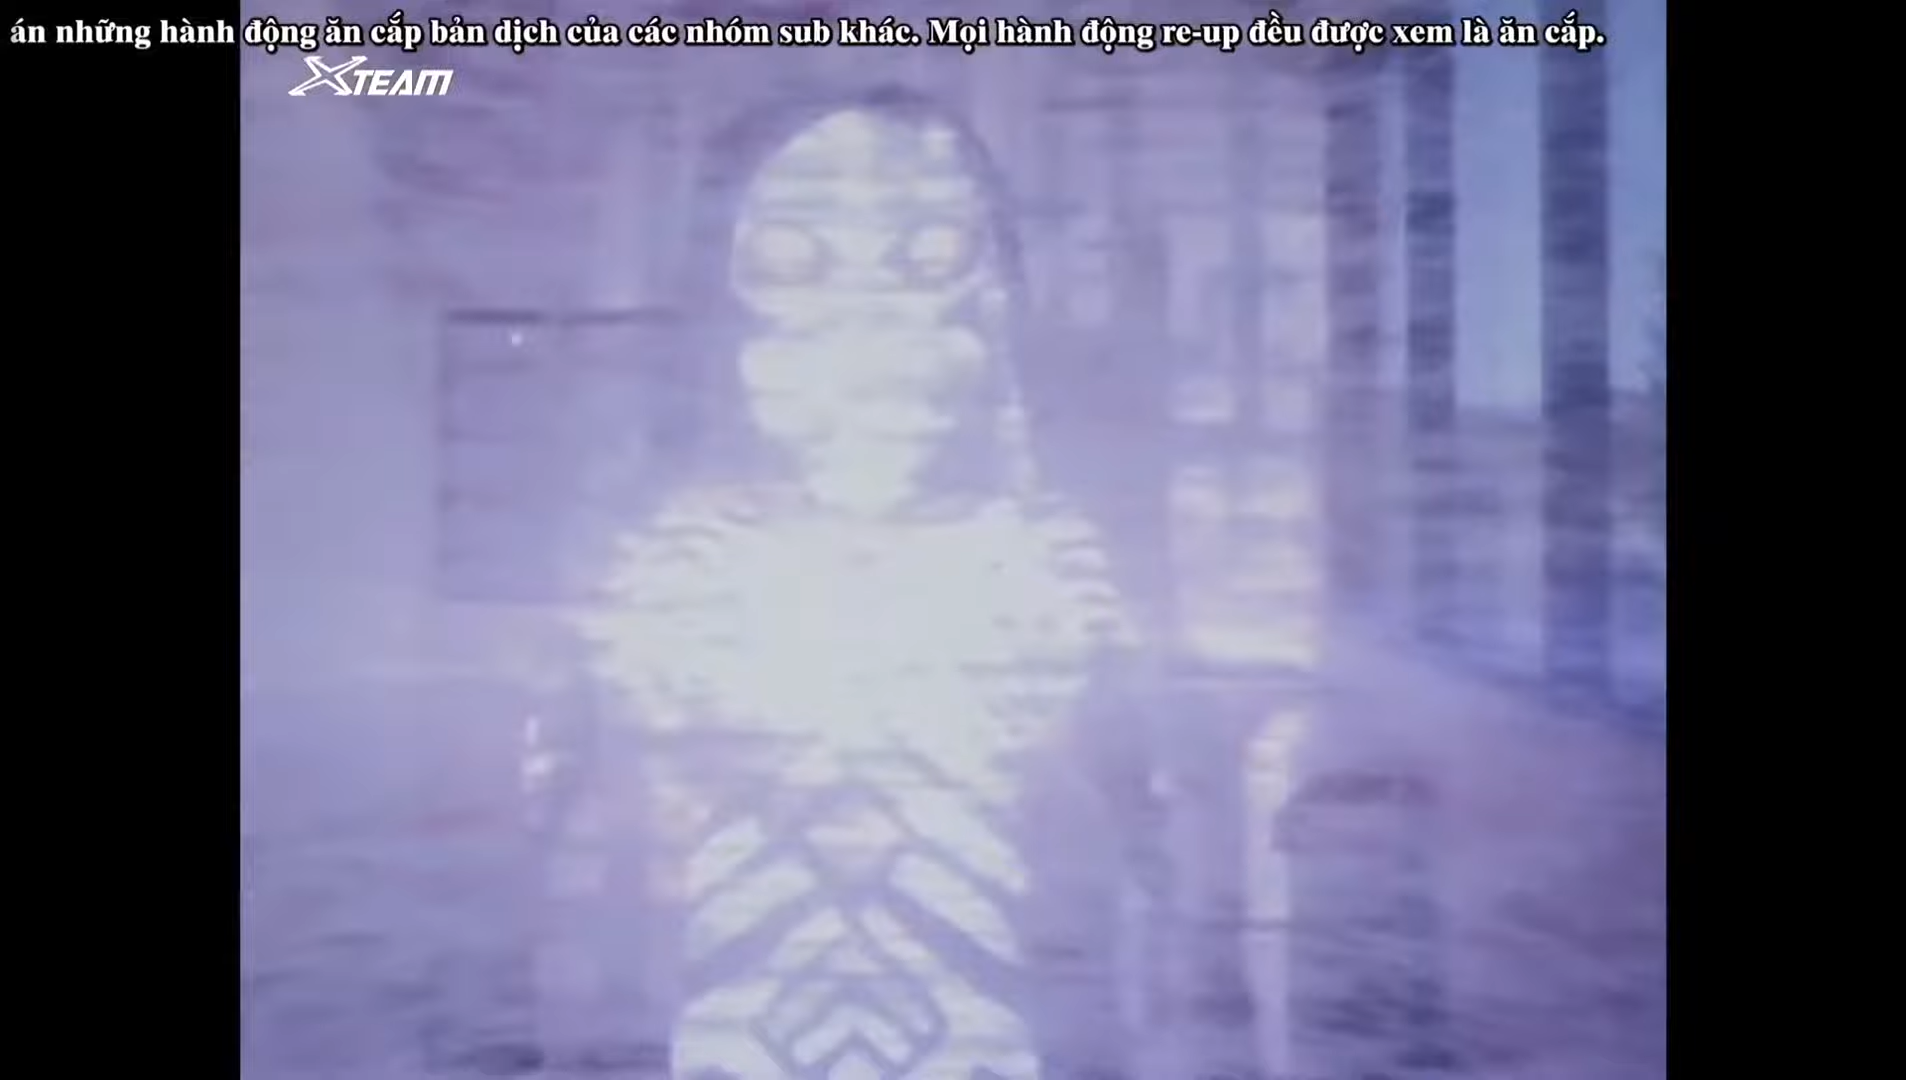 án những hành động ăn cắp bản dịch của các nhóm sub khác. Mọi hành động re-up đều được xem là ăn cắp.
XTEAM